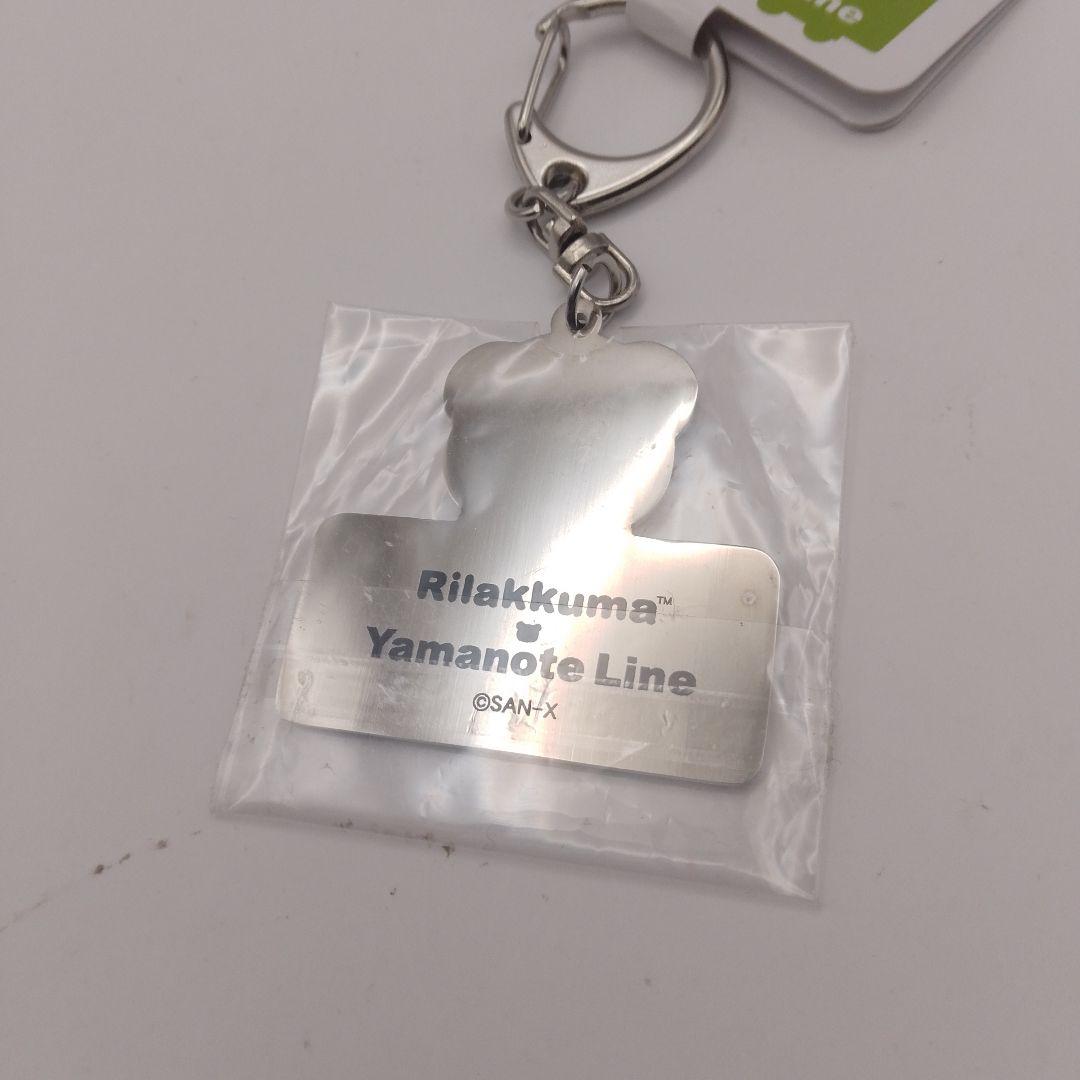 Rilakkuma™
Yamanote Line
©SAN-X